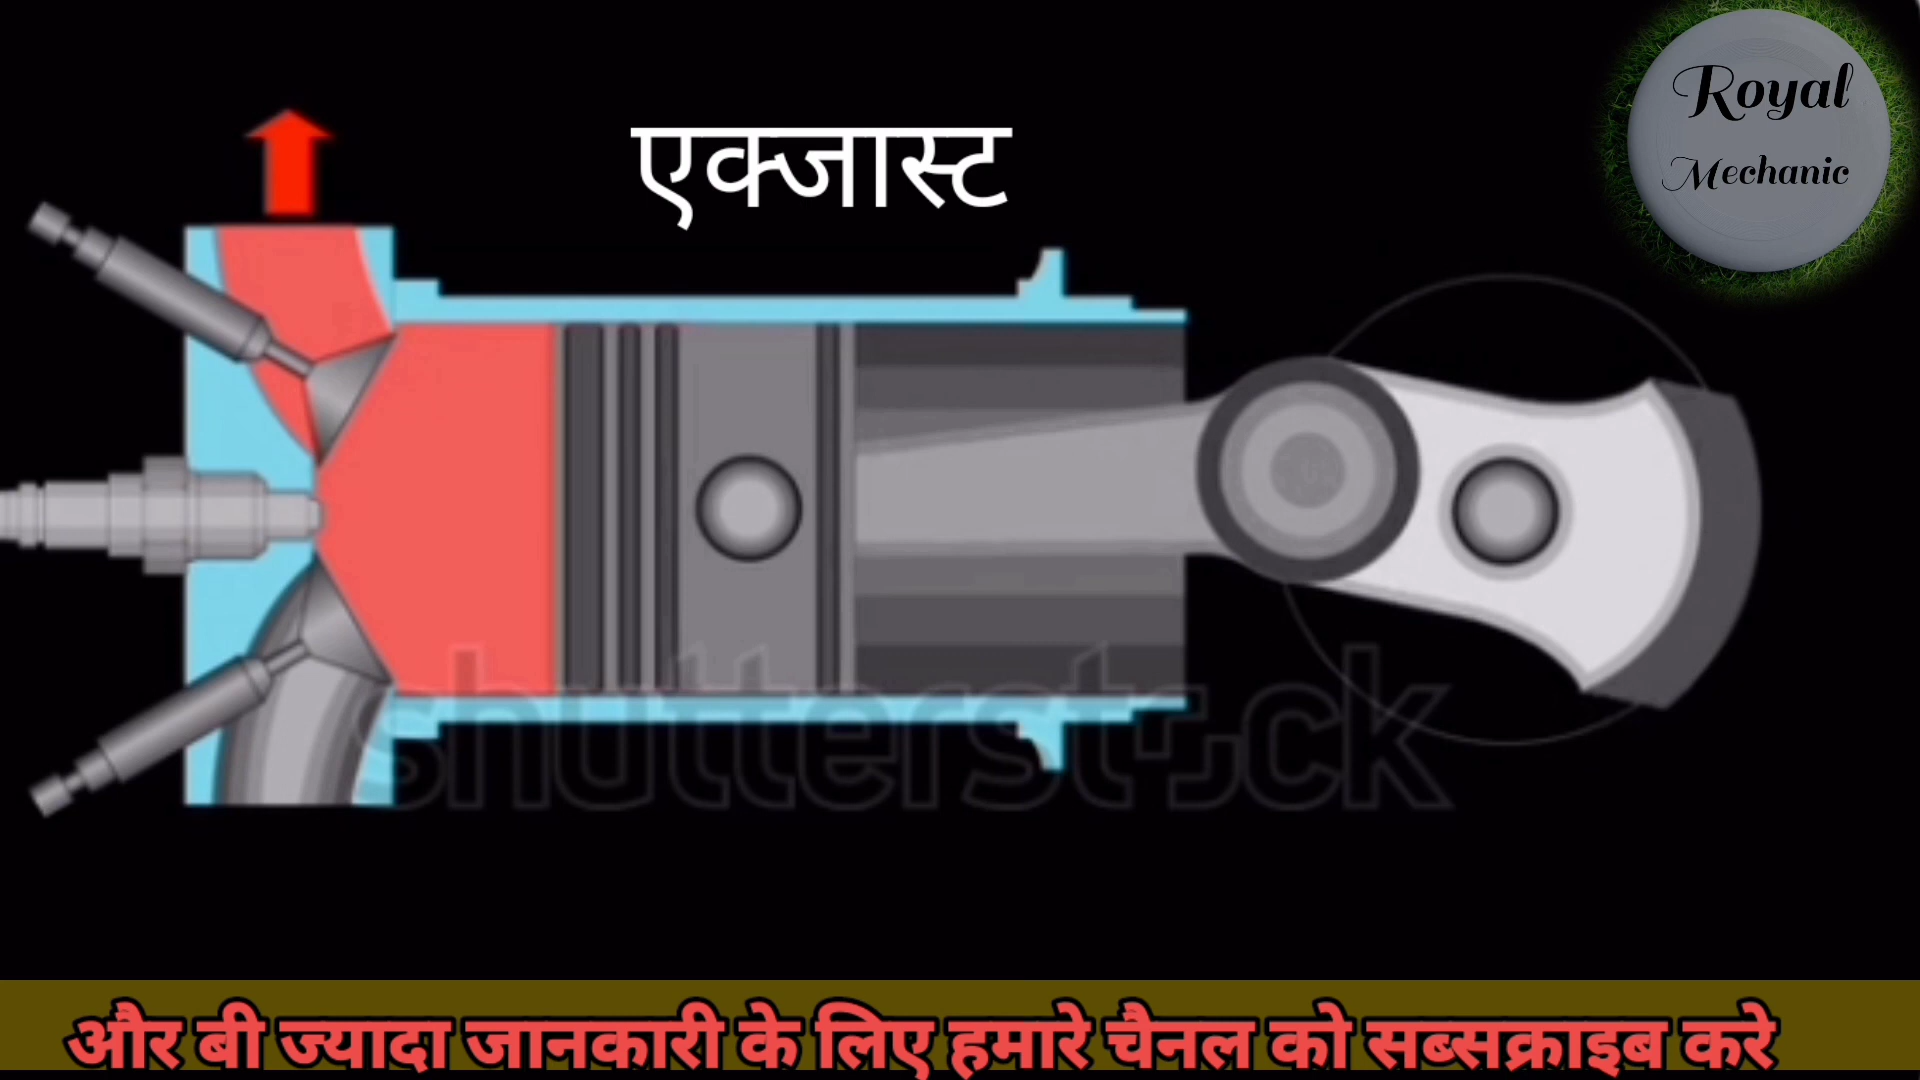 Royal
Mechanic
एक्जास्ट
shutterstock
और बी ज्यादा जानकारी के लिए हमारे चैनल को सब्सक्राइब करे